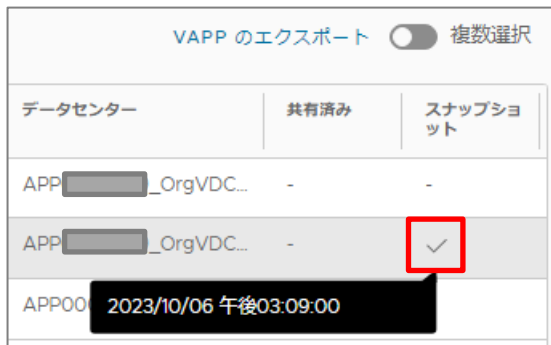 VAPP のエクスポート 複数選択
データセンター 共有済み スナップショ
ット
APP _OrgVDC... - -
APP _OrgVDC... -
APP00
2023/10/06 午後03:09:00